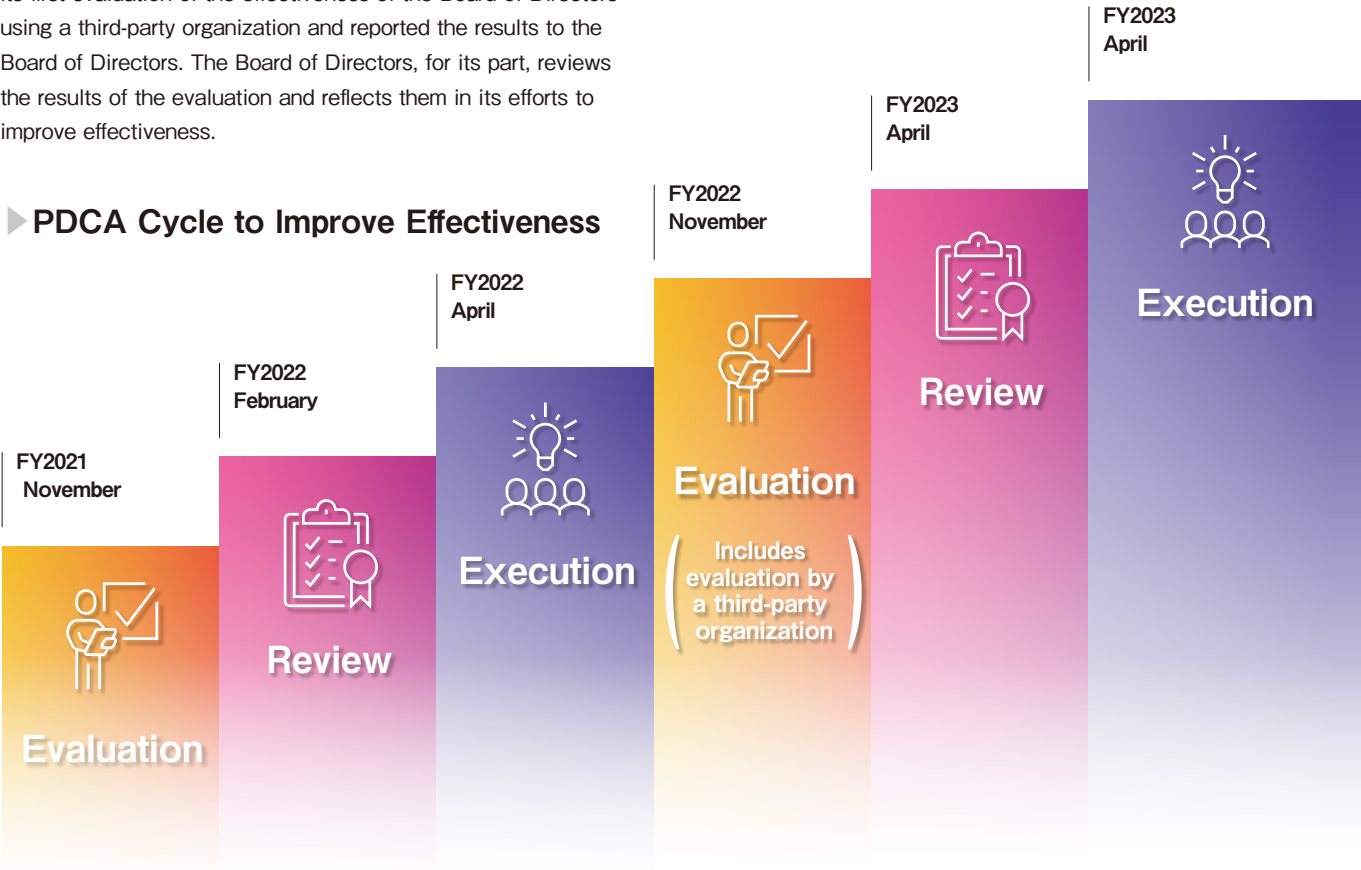 its first evaluation of the effectiveness of the Board of Directors
using a third-party organization and reported the results to the
Board of Directors. The Board of Directors, for its part, reviews
the results of the evaluation and reflects them in its efforts to
improve effectiveness.
PDCA Cycle to Improve Effectiveness
FY2021
November
Evaluation
FY2022
February
Review
FY2022
April
Execution
FY2022
November
Evaluation
(Includes
evaluation by
a third-party
organization)
FY2023
April
Review
FY2023
April
Execution